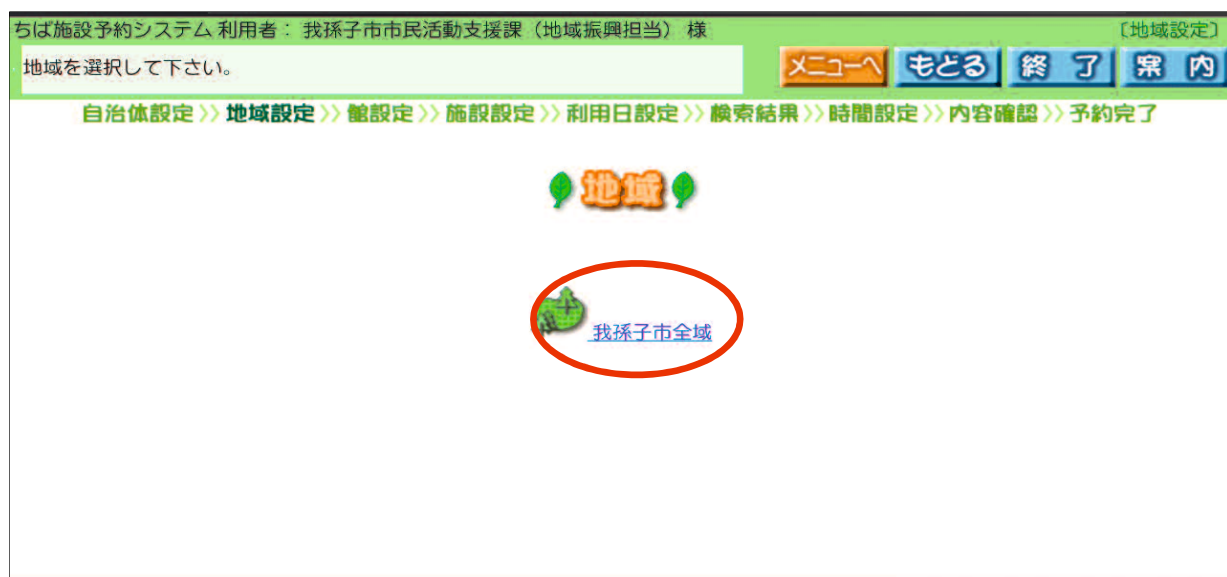 ちば施設予約システム 利用者： 我孫子市市民活動支援課（地域振興担当） 様 〔地域設定〕
地域を選択して下さい。 メニューへ もどる 終了 案内
自治体設定>>地域設定>>館設定>>施設設定>>利用日設定>>検索結果>>時間設定>>内容確認>>予約完了
地域
我孫子市全域